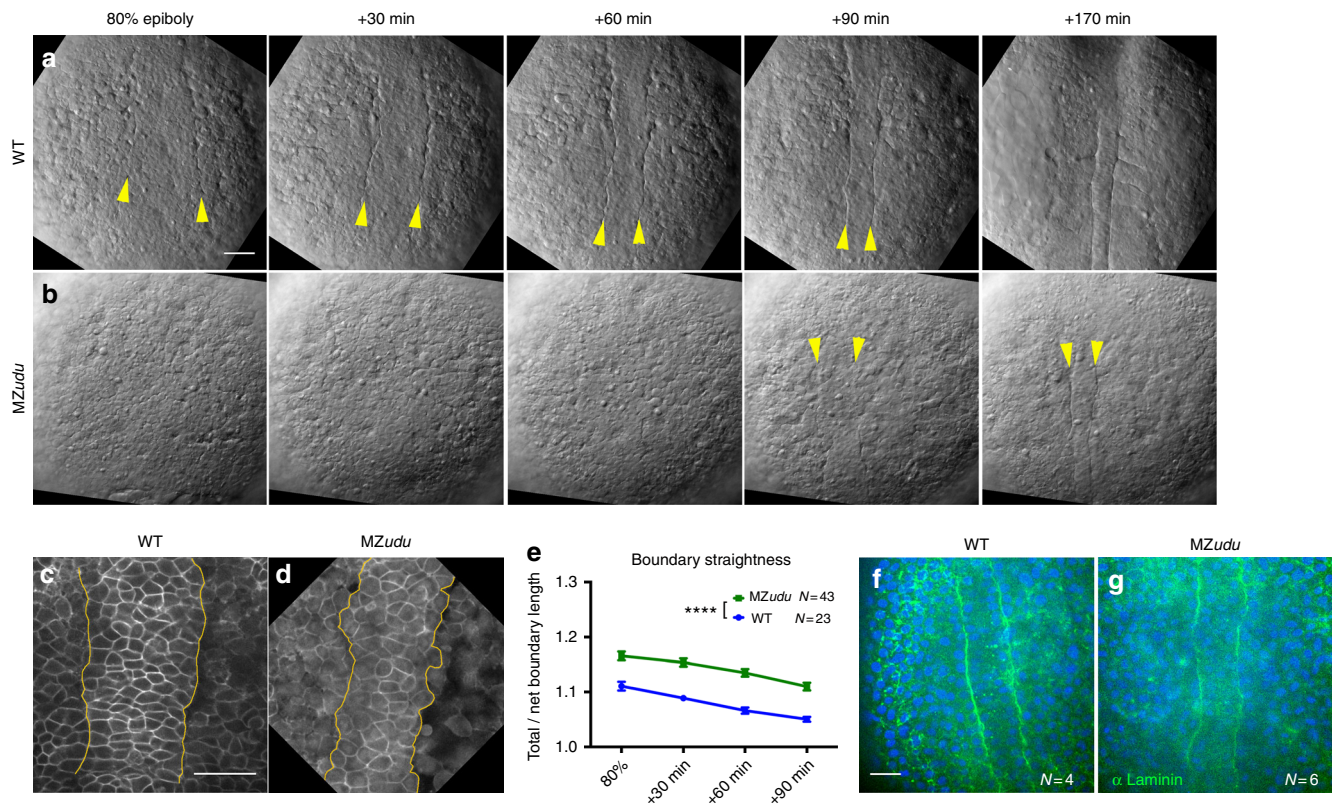 80% epiboly
+30 min
+60 min
+90 min
+170 min
a
WT
b
MZudu
WT
MZudu
c
d
e
Boundary straightness
Total / net boundary length
1.3
1.2
1.1
1.0
MZudu N=43
WT N=23
****
80%
+30 min
+60 min
+90 min
WT
MZudu
f
N=4
g
α Laminin
N=6